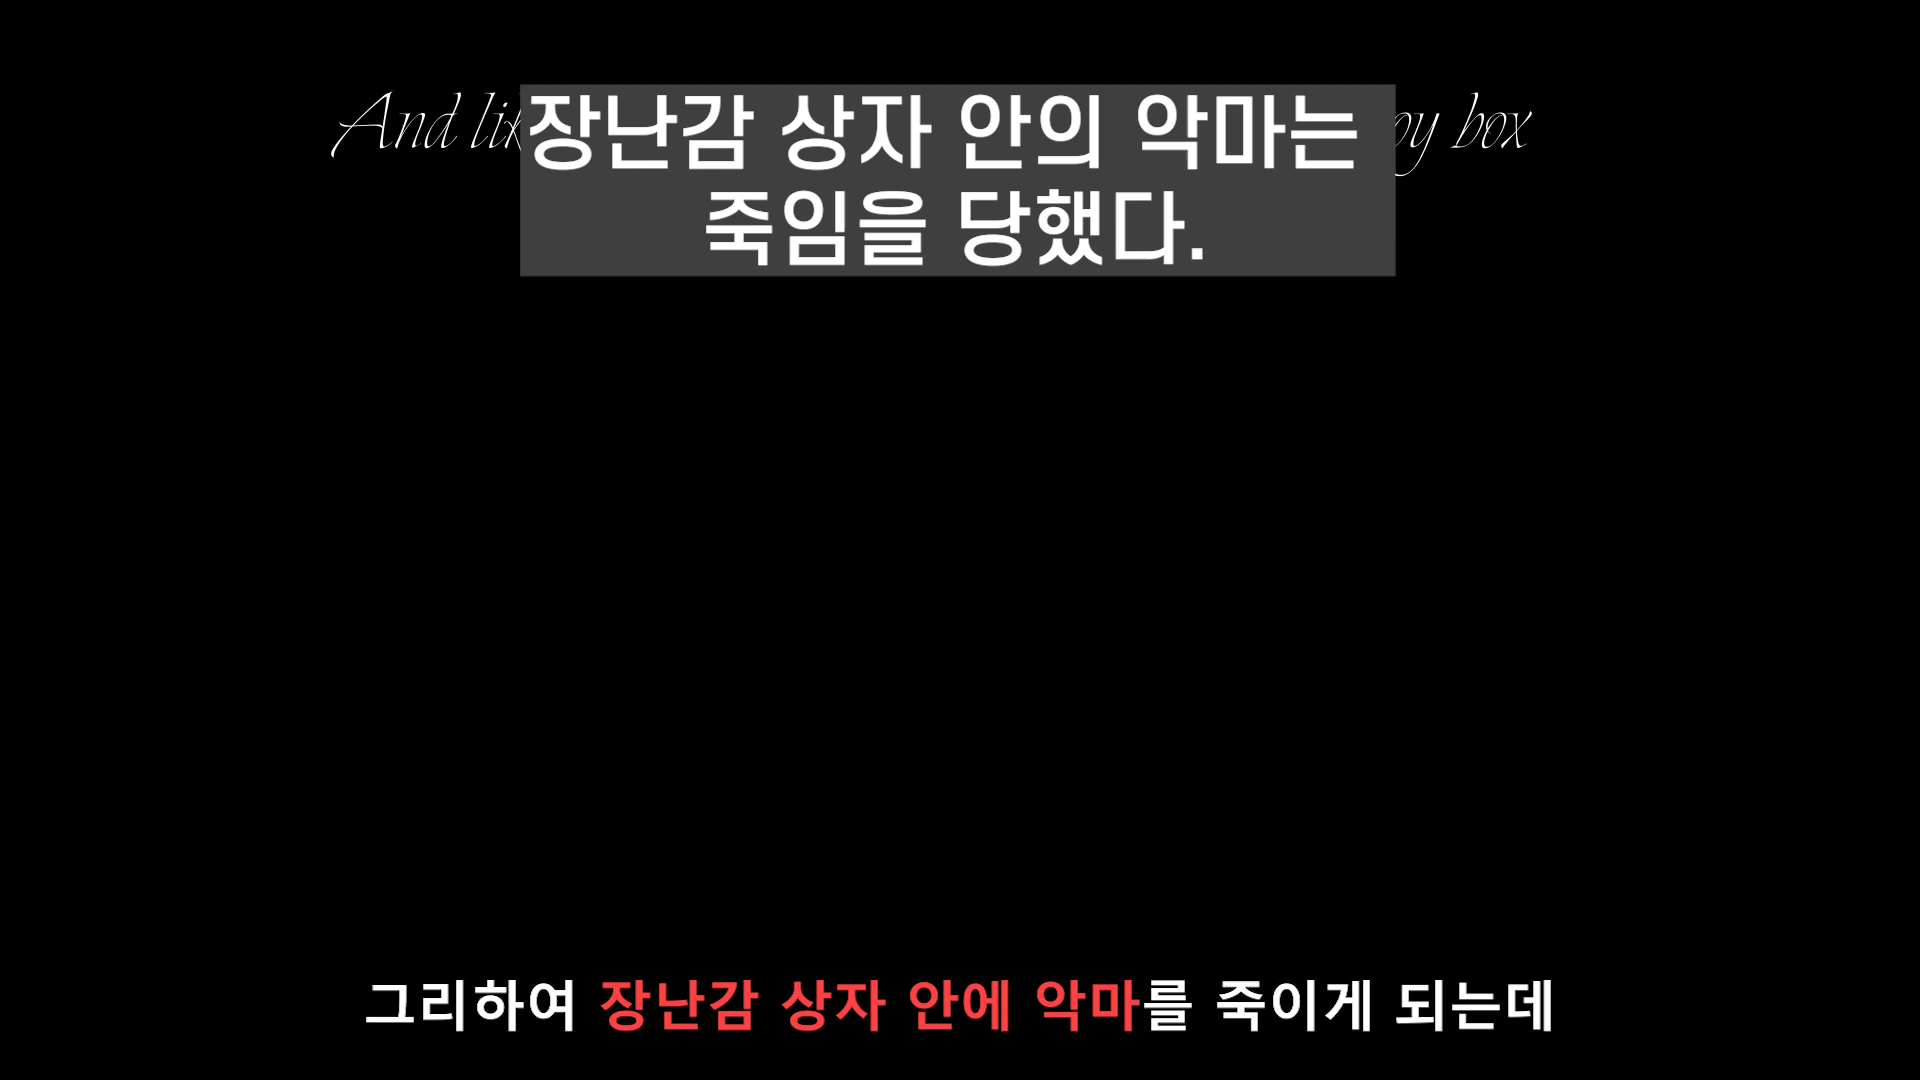 And
장난감 상자 안의 악마는
box
죽임을 당했다.
그리하여 장난감 상자 안에 악마를 죽이게 되는데